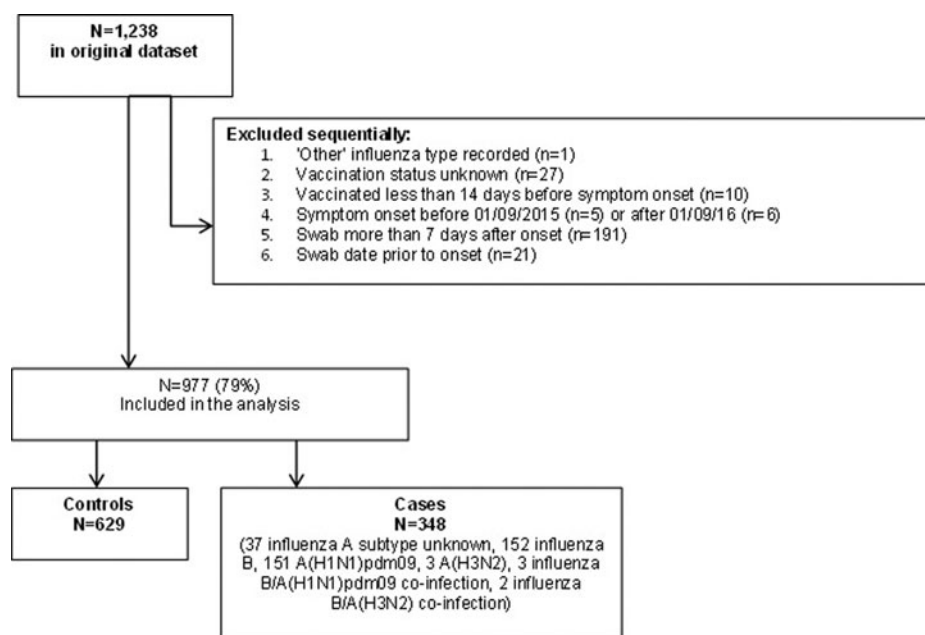 N=1,238
in original dataset
Excluded sequentially:
1. 'Other' influenza type recorded (n=1)
2. Vaccination status unknown (n=27)
3. Vaccinated less than 14 days before symptom onset (n=10)
4. Symptom onset before 01/09/2015 (n=5) or after 01/09/16 (n=6)
5. Swab more than 7 days after onset (n=191)
6. Swab date prior to onset (n=21)
N=977 (79%)
Included in the analysis
Controls
N=629
Cases
N=348
(37 influenza A subtype unknown, 152 influenza
B, 151 A(H1N1)pdm09, 3 A(H3N2), 3 influenza
B/A(H1N1)pdm09 co-infection, 2 influenza
B/A(H3N2) co-infection)